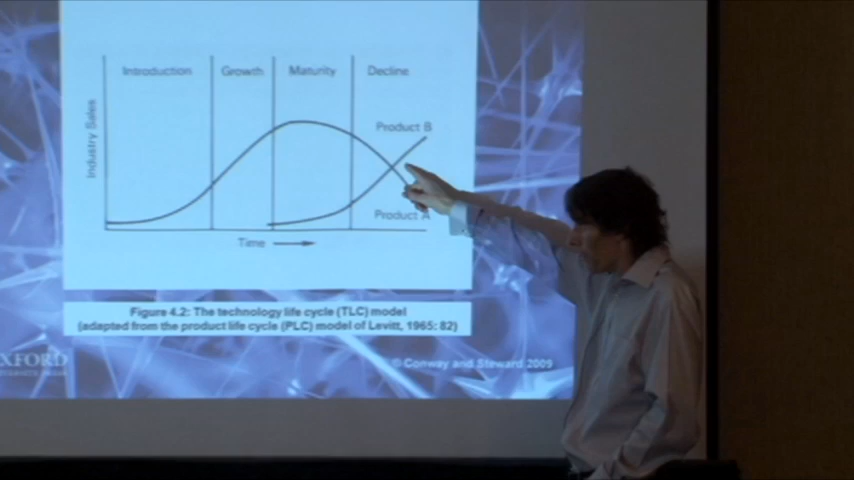 Introduction
Growth
Maturity
Decline
Industry Sales
Product B
Product A
Time
Figure 4.2: The technology life cycle (TLC) model
(adapted from the product life cycle (PLC) model of Levitt, 1965: 82)
XFORD
© Conway and Steward 2009